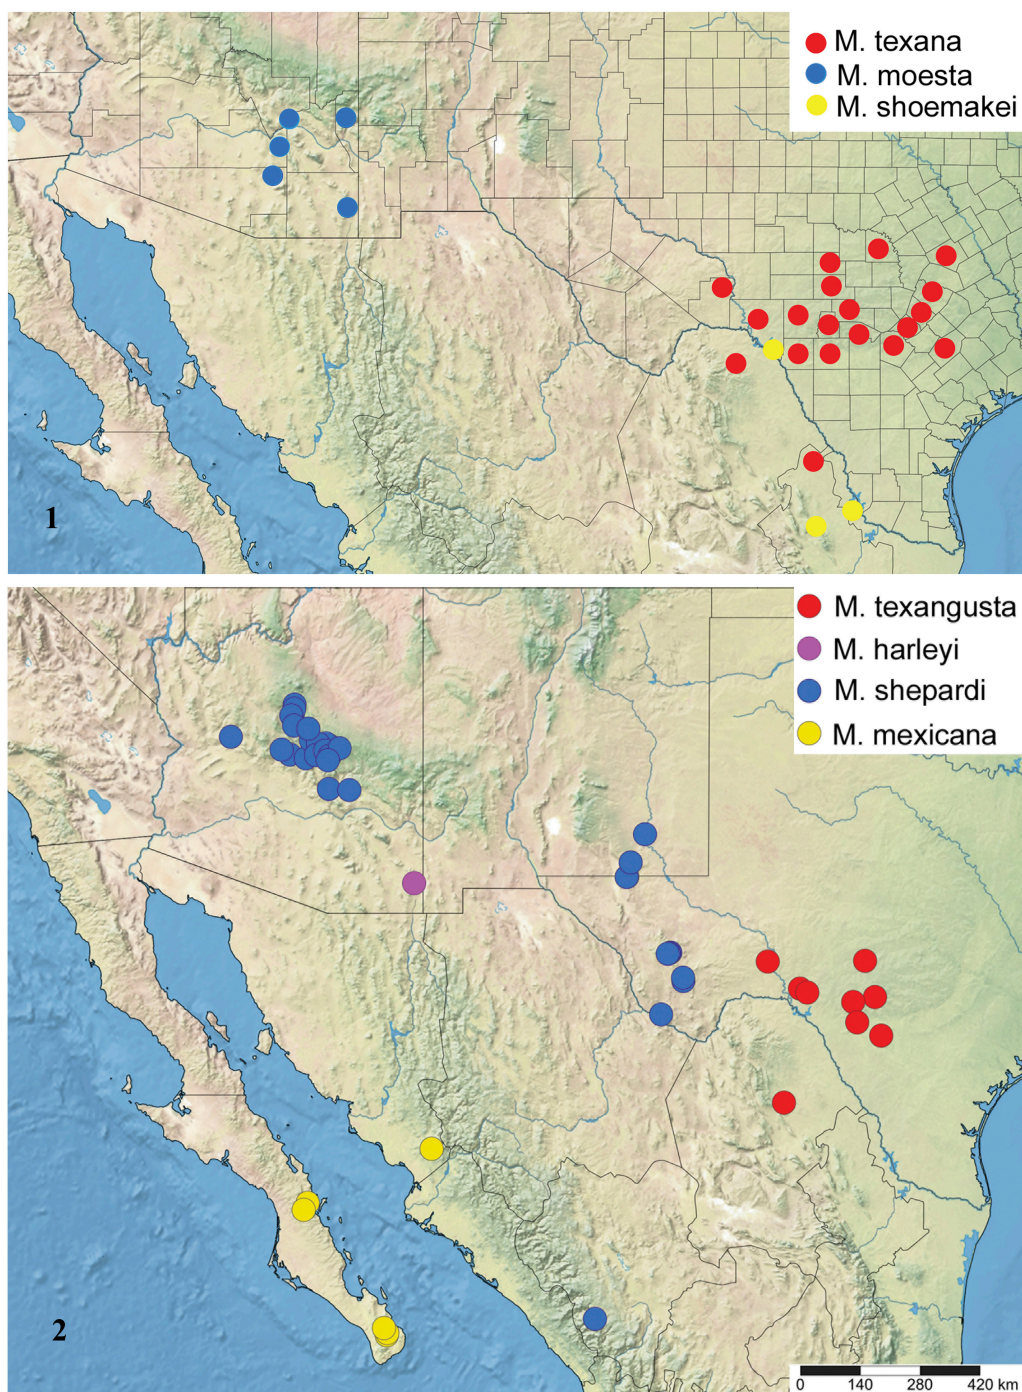 M. texana
M. moesta
M. shoemakei
1
M. texangusta
M. harleyi
M. shepardi
M. mexicana
2
0 140 280 420 km